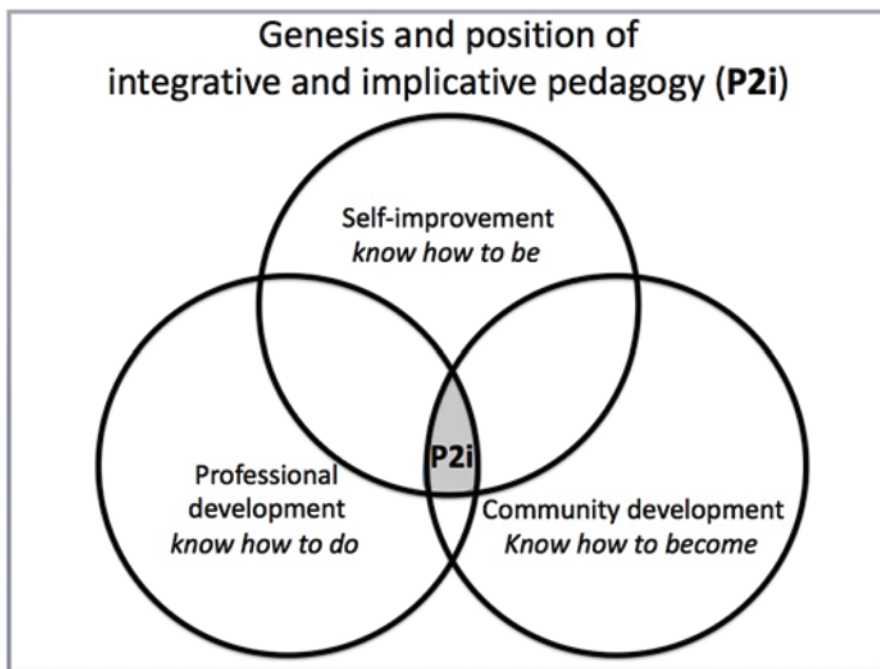 Genesis and position of
integrative and implicative pedagogy (P2i)
Self-improvement
know how to be
P2i
Professional
development
know how to do
Community development
Know how to become